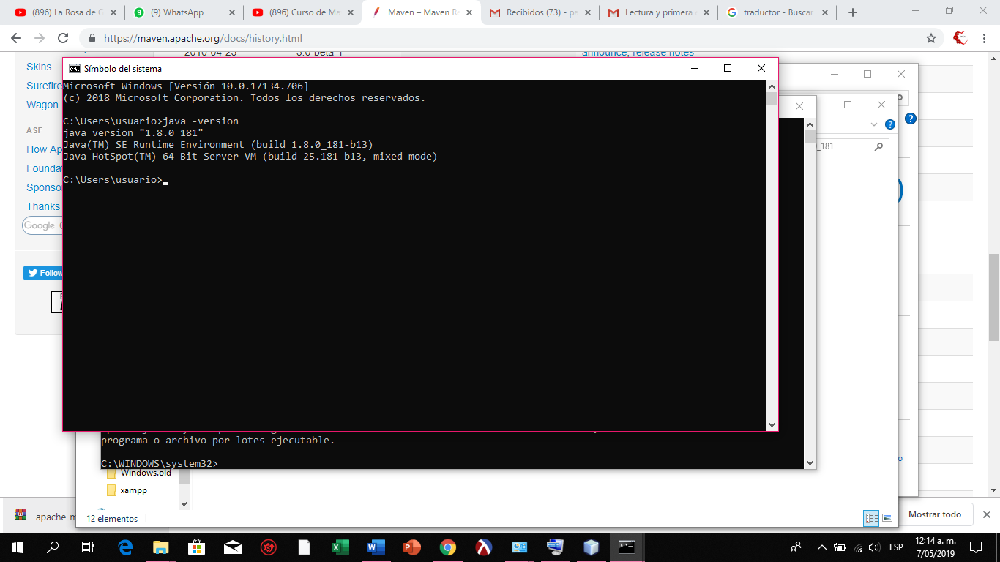 (896) La Rosa de G
(9) WhatsApp
(896) Curso de Ma
Maven – Maven Re
Recibidos (73) - pa
Lectura y primera e
traductor - Buscar
https://maven.apache.org/docs/history.html
2010-04-23
3.0-beta-1
announce, release notes
Skins
Surefire
Wagon
ASF
How Ap
Founda
Sponso
Thanks
Google
Follow
Símbolo del sistema
Microsoft Windows [Versión 10.0.17134.706]
(c) 2018 Microsoft Corporation. Todos los derechos reservados.
C:\Users\usuario>java -version
java version "1.8.0_181"
Java(TM) SE Runtime Environment (build 1.8.0_181-b13)
Java HotSpot(TM) 64-Bit Server VM (build 25.181-b13, mixed mode)
C:\Users\usuario>
_181
programa o archivo por lotes ejecutable.
C:\WINDOWS\system32>
Windows.old
xampp
12 elementos
apache-m
Mostrar todo
ESP
12:14 a. m.
7/05/2019